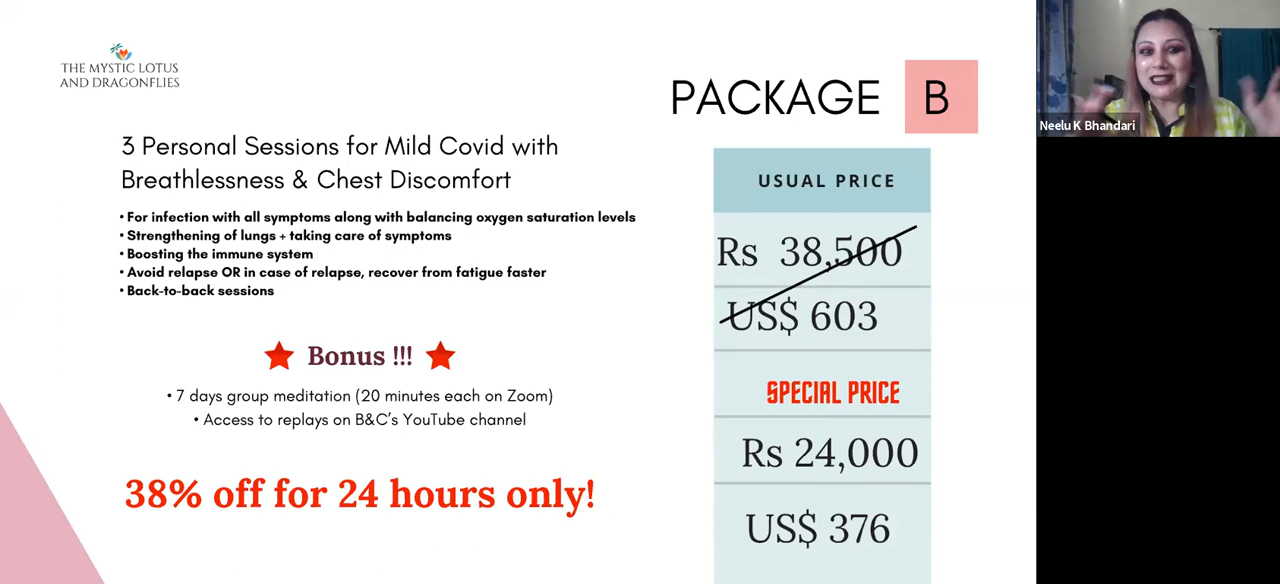 THE MYSTIC LOTUS
AND DRAGONFLIES
PACKAGE B
3 Personal Sessions for Mild Covid with
Breathlessness & Chest Discomfort
• For infection with all symptoms along with balancing oxygen saturation levels
• Strengthening of lungs + taking care of symptoms
• Boosting the immune system
• Avoid relapse OR in case of relapse, recover from fatigue faster
• Back-to-back sessions
Bonus !!!
• 7 days group meditation (20 minutes each on Zoom)
• Access to replays on B&C’s YouTube channel
38% off for 24 hours only!
USUAL PRICE
Rs 38,500
US$ 603
SPECIAL PRICE
Rs 24,000
US$ 376
Neelu K Bhandari